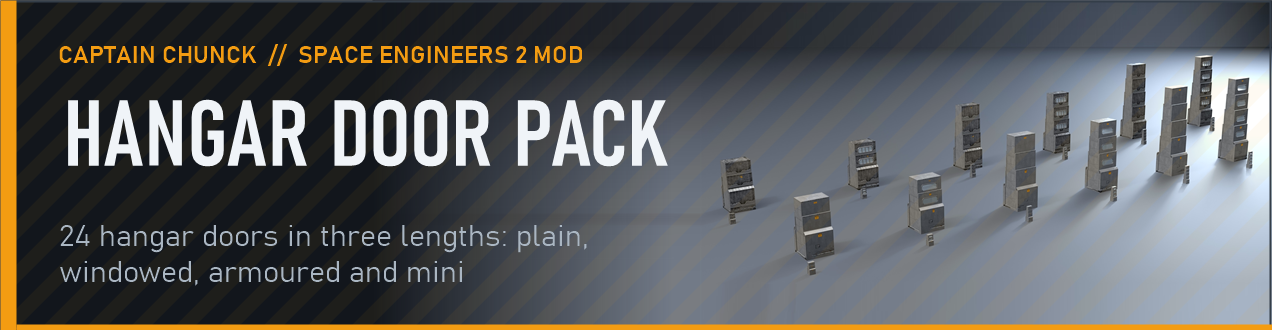 CAPTAIN CHUNCK // SPACE ENGINEERS 2 MOD
HANGAR DOOR PACK
24 hangar doors in three lengths: plain,
windowed, armoured and mini